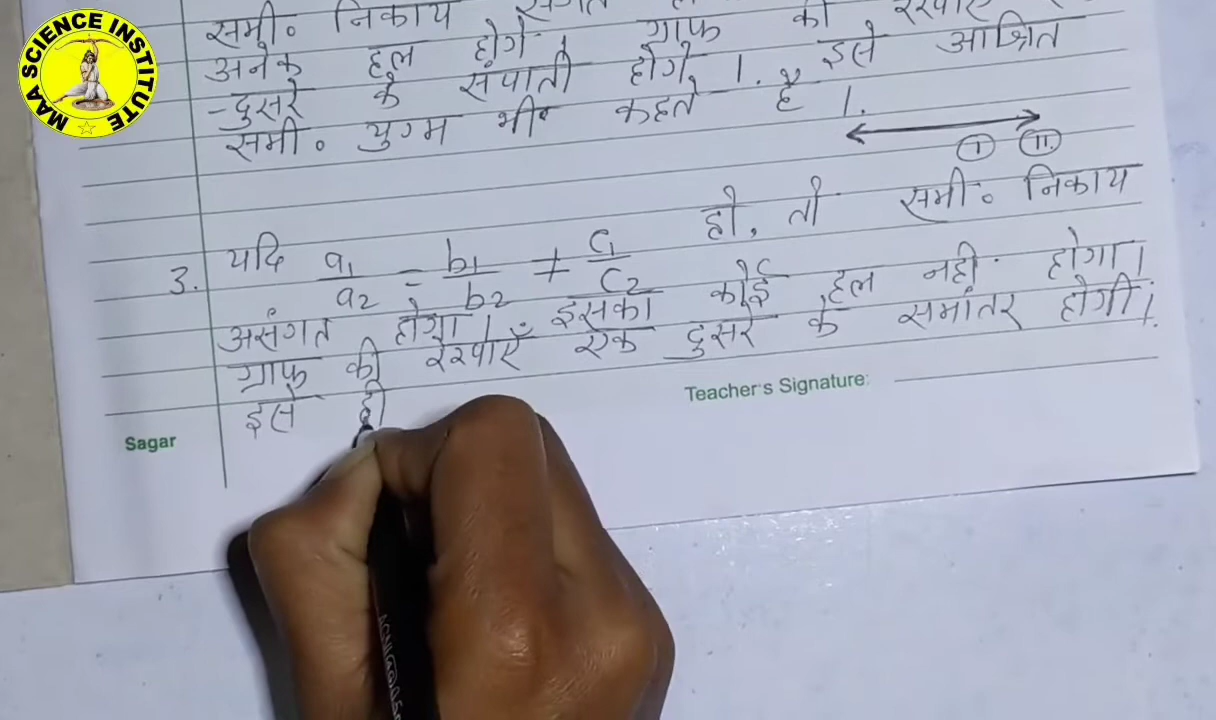 MAA SCIENCE INSTITUTE
समी० निकाय संगत
अनेक हल होंगे । ग्राफ की रेखाएँ
-दुसरे के संपाती होंगे । इसे आश्रित
समी० युग्म भी कहते है ।
I II
3. यदि a1/a2 = b1/b2 ≠ c1/c2 हो, तो समी० निकाय
असंगत होगा । इसका कोई हल नही होगा।
ग्राफ की रेखाएँ एक दुसरे के समांतर होगी।
इसे ही
Teacher's Signature:
Sagar